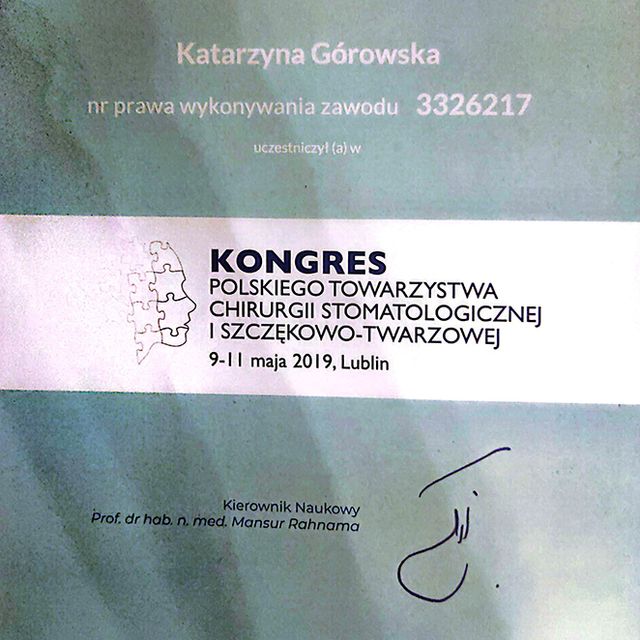 Katarzyna Górowska
nr prawa wykonywania zawodu 3326217
uczestniczył (a) w
KONGRES
POLSKIEGO TOWARZYSTWA
CHIRURGII STOMATOLOGICZNEJ
I SZCZĘKOWO-TWARZOWEJ
9-11 maja 2019, Lublin
Kierownik Naukowy
Prof. dr hab. n. med. Mansur Rahnama